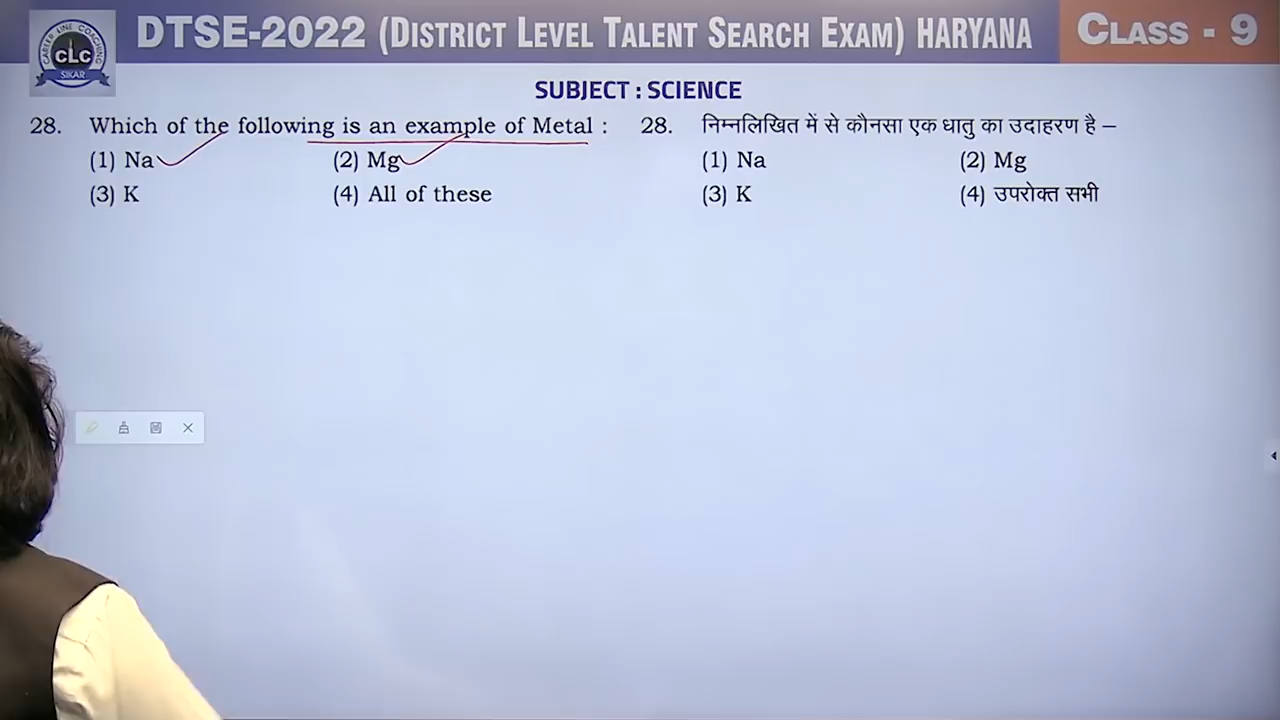 CAREER LINE COACHING
CLC
SIKAR
DTSE-2022 (DISTRICT LEVEL TALENT SEARCH EXAM) HARYANA
CLASS - 9
SUBJECT : SCIENCE
28. Which of the following is an example of Metal :
(1) Na (2) Mg
(3) K (4) All of these
28. निम्नलिखित में से कौनसा एक धातु का उदाहरण है –
(1) Na (2) Mg
(3) K (4) उपरोक्त सभी